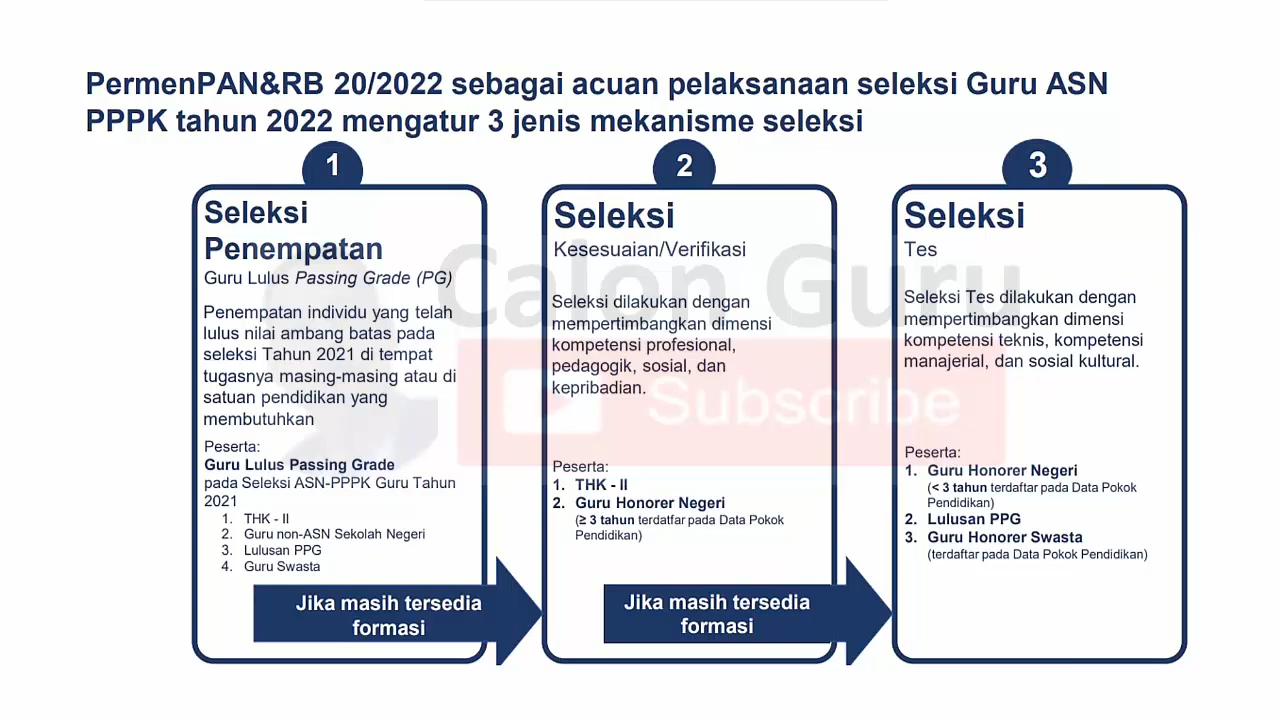 PermenPAN&RB 20/2022 sebagai acuan pelaksanaan seleksi Guru ASN
PPPK tahun 2022 mengatur 3 jenis mekanisme seleksi
1
Seleksi
Penempatan
Guru Lulus Passing Grade (PG)
Penempatan individu yang telah
lulus nilai ambang batas pada
seleksi Tahun 2021 di tempat
tugasnya masing-masing atau di
satuan pendidikan yang
membutuhkan
Peserta:
Guru Lulus Passing Grade
pada Seleksi ASN-PPPK Guru Tahun
2021
1. THK - II
2. Guru non-ASN Sekolah Negeri
3. Lulusan PPG
4. Guru Swasta
Jika masih tersedia
formasi
2
Seleksi
Kesesuaian/Verifikasi
Seleksi dilakukan dengan
mempertimbangkan dimensi
kompetensi profesional,
pedagogik, sosial, dan
kepribadian.
Peserta:
1. THK - II
2. Guru Honorer Negeri
(≥ 3 tahun terdatfar pada Data Pokok
Pendidikan)
Jika masih tersedia
formasi
3
Seleksi
Tes
Seleksi Tes dilakukan dengan
mempertimbangkan dimensi
kompetensi teknis, kompetensi
manajerial, dan sosial kultural.
Peserta:
1. Guru Honorer Negeri
(< 3 tahun terdaftar pada Data Pokok
Pendidikan)
2. Lulusan PPG
3. Guru Honorer Swasta
(terdaftar pada Data Pokok Pendidikan)
Calon Guru
Subscribe